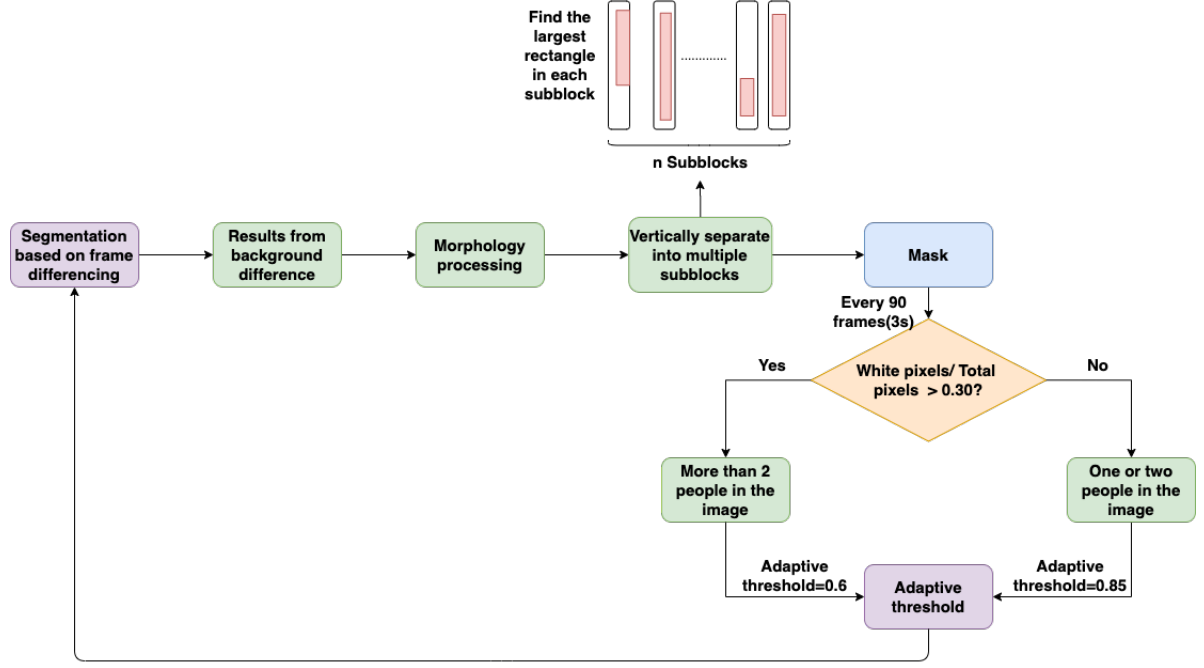 Find the
largest
rectangle
in each
subblock
n Subblocks
Segmentation
based on frame
differencing
Results from
background
difference
Morphology
processing
Vertically separate
into multiple
subblocks
Mask
Every 90
frames(3s)
White pixels/ Total
pixels > 0.30?
Yes
No
More than 2
people in the
image
One or two
people in the
image
Adaptive
threshold=0.6
Adaptive
threshold
Adaptive
threshold=0.85